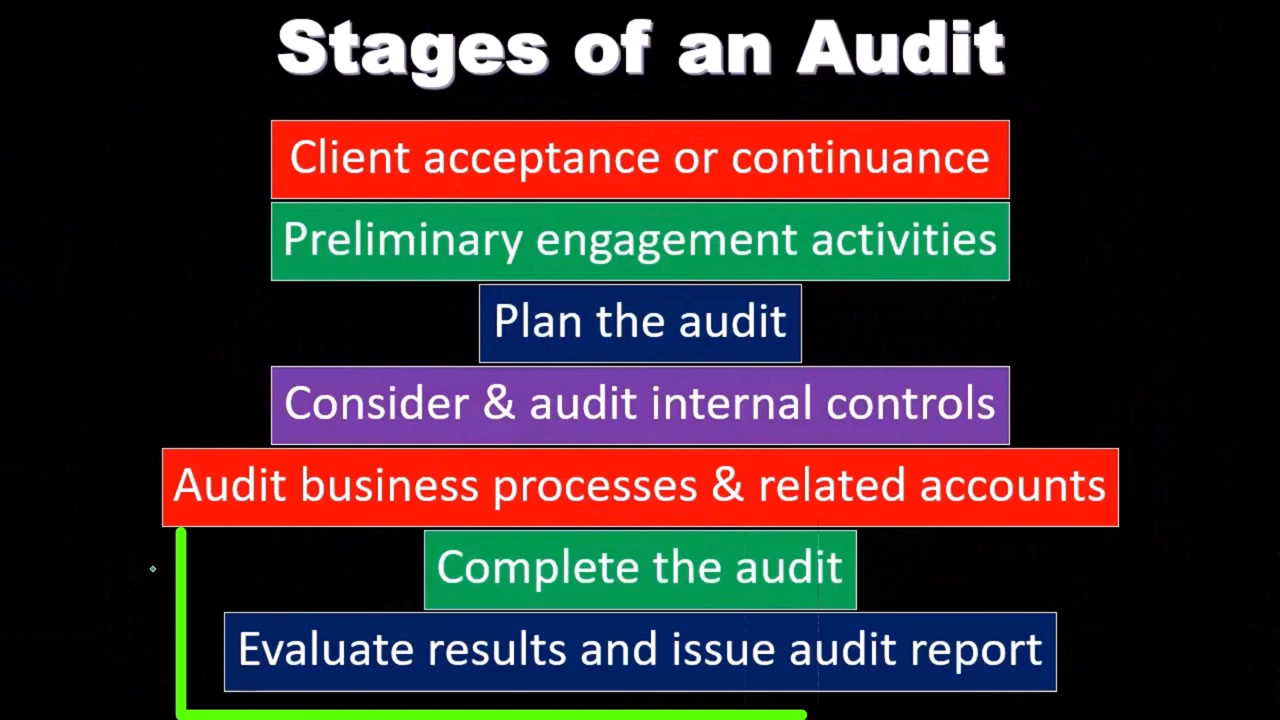 Stages of an Audit
Client acceptance or continuance
Preliminary engagement activities
Plan the audit
Consider & audit internal controls
Audit business processes & related accounts
Complete the audit
Evaluate results and issue audit report